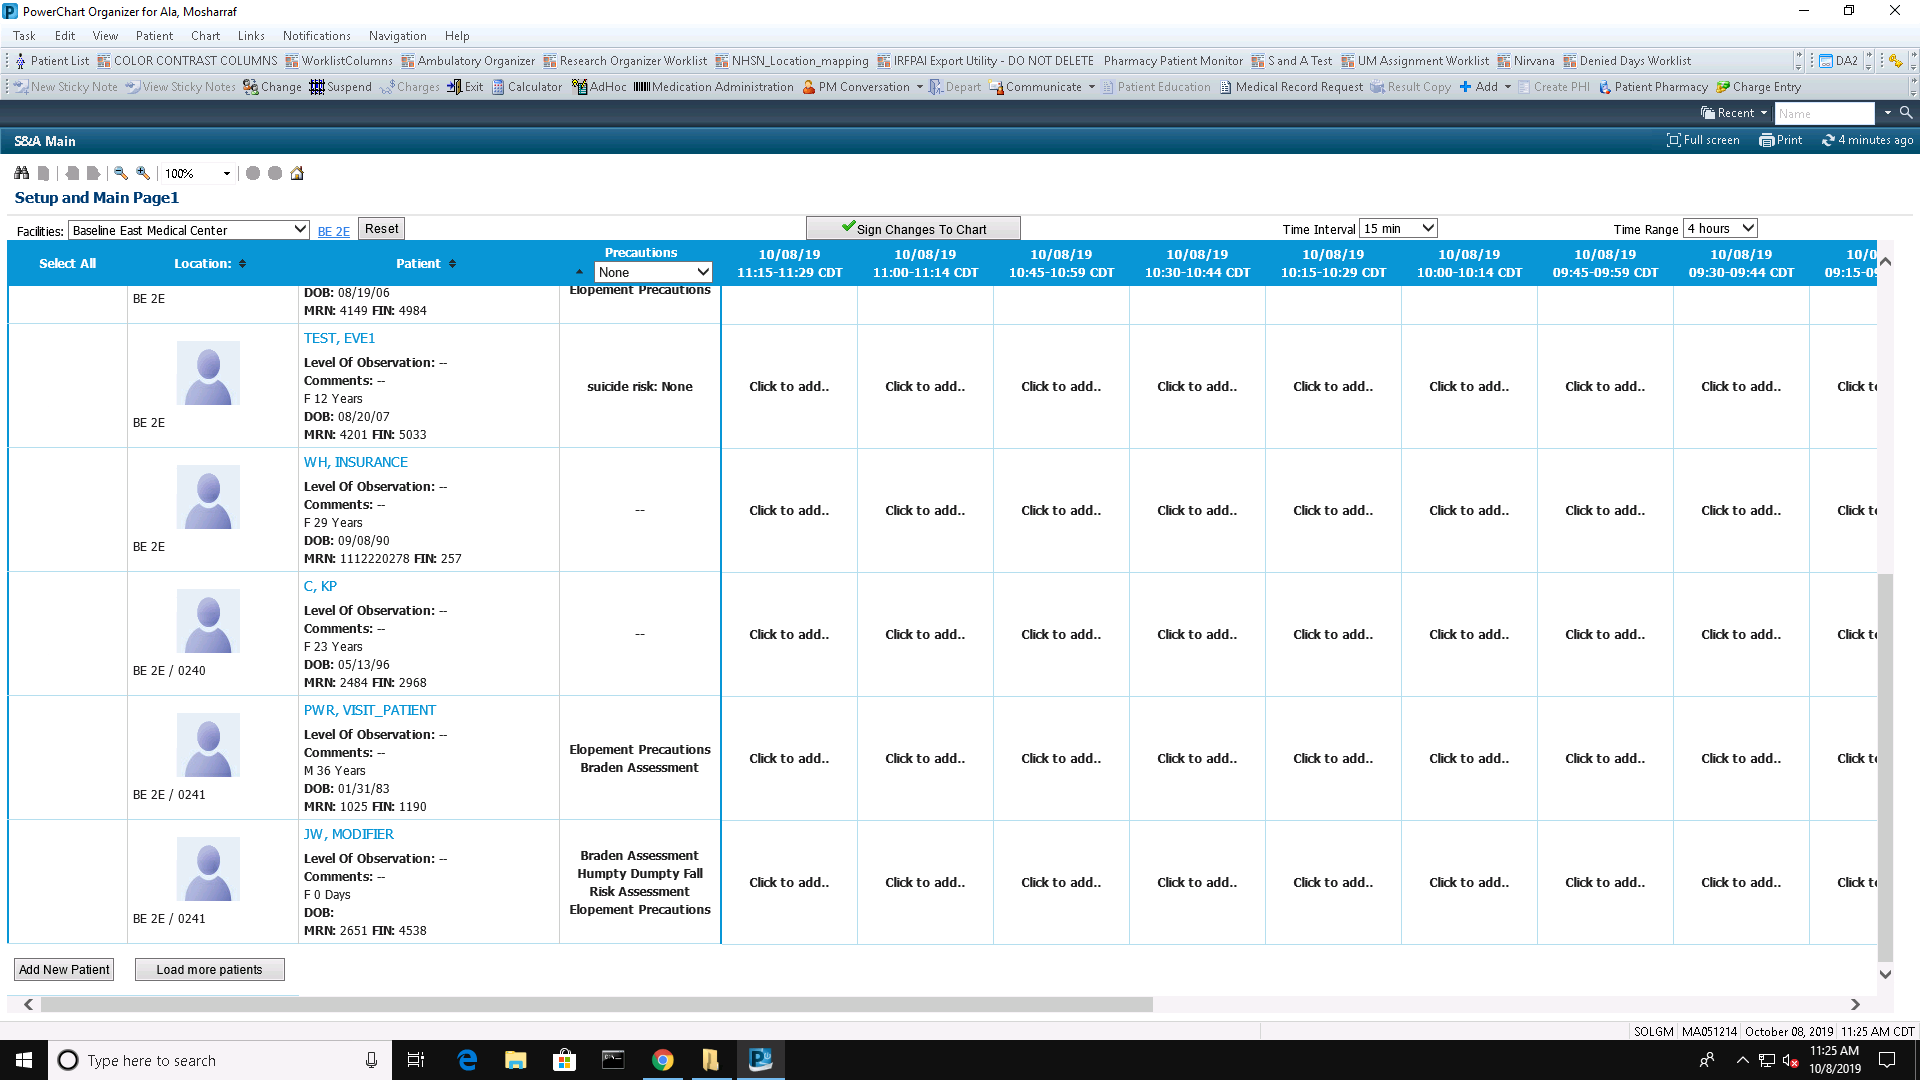 PowerChart Organizer for Ala, Mosharraf
Task Edit View Patient Chart Links Notifications Navigation Help
Patient List COLOR CONTRAST COLUMNS WorklistColumns Ambulatory Organizer Research Organizer Worklist NHSN_Location_mapping IRFPAI Export Utility - DO NOT DELETE Pharmacy Patient Monitor S and A Test UM Assignment Worklist Nirvana Denied Days Worklist DA2
New Sticky Note View Sticky Notes Change Suspend Charges Exit Calculator AdHoc Medication Administration PM Conversation Depart Communicate Patient Education Medical Record Request Result Copy Add Create PHI Patient Pharmacy Charge Entry
Recent Name
S&A Main Full screen Print 4 minutes ago
100%
Setup and Main Page1
Facilities: Baseline East Medical Center BE 2E Reset Sign Changes To Chart Time Interval 15 min Time Range 4 hours
Precautions 10/08/19 10/08/19 10/08/19 10/08/19 10/08/19 10/08/19 10/08/19 10/08/19 10/0
Select All Location: Patient None 11:15-11:29 CDT 11:00-11:14 CDT 10:45-10:59 CDT 10:30-10:44 CDT 10:15-10:29 CDT 10:00-10:14 CDT 09:45-09:59 CDT 09:30-09:44 CDT 09:15-09
BE 2E
DOB: 08/19/06
MRN: 4149 FIN: 4984
Elopement Precautions
BE 2E
TEST, EVE1
Level Of Observation: --
Comments: --
F 12 Years
DOB: 08/20/07
MRN: 4201 FIN: 5033
suicide risk: None
Click to add.. Click to add.. Click to add.. Click to add.. Click to add.. Click to add.. Click to add.. Click to add.. Click to
BE 2E
WH, INSURANCE
Level Of Observation: --
Comments: --
F 29 Years
DOB: 09/08/90
MRN: 1112220278 FIN: 257
--
Click to add.. Click to add.. Click to add.. Click to add.. Click to add.. Click to add.. Click to add.. Click to add.. Click to
BE 2E / 0240
C, KP
Level Of Observation: --
Comments: --
F 23 Years
DOB: 05/13/96
MRN: 2484 FIN: 2968
--
Click to add.. Click to add.. Click to add.. Click to add.. Click to add.. Click to add.. Click to add.. Click to add.. Click to
BE 2E / 0241
PWR, VISIT_PATIENT
Level Of Observation: --
Comments: --
M 36 Years
DOB: 01/31/83
MRN: 1025 FIN: 1190
Elopement Precautions
Braden Assessment
Click to add.. Click to add.. Click to add.. Click to add.. Click to add.. Click to add.. Click to add.. Click to add.. Click to
BE 2E / 0241
JW, MODIFIER
Level Of Observation: --
Comments: --
F 0 Days
DOB:
MRN: 2651 FIN: 4538
Braden Assessment
Humpty Dumpty Fall
Risk Assessment
Elopement Precautions
Click to add.. Click to add.. Click to add.. Click to add.. Click to add.. Click to add.. Click to add.. Click to add.. Click to
Add New Patient Load more patients
SOLGM MA051214 October 08, 2019 11:25 AM CDT
Type here to search
11:25 AM
10/8/2019